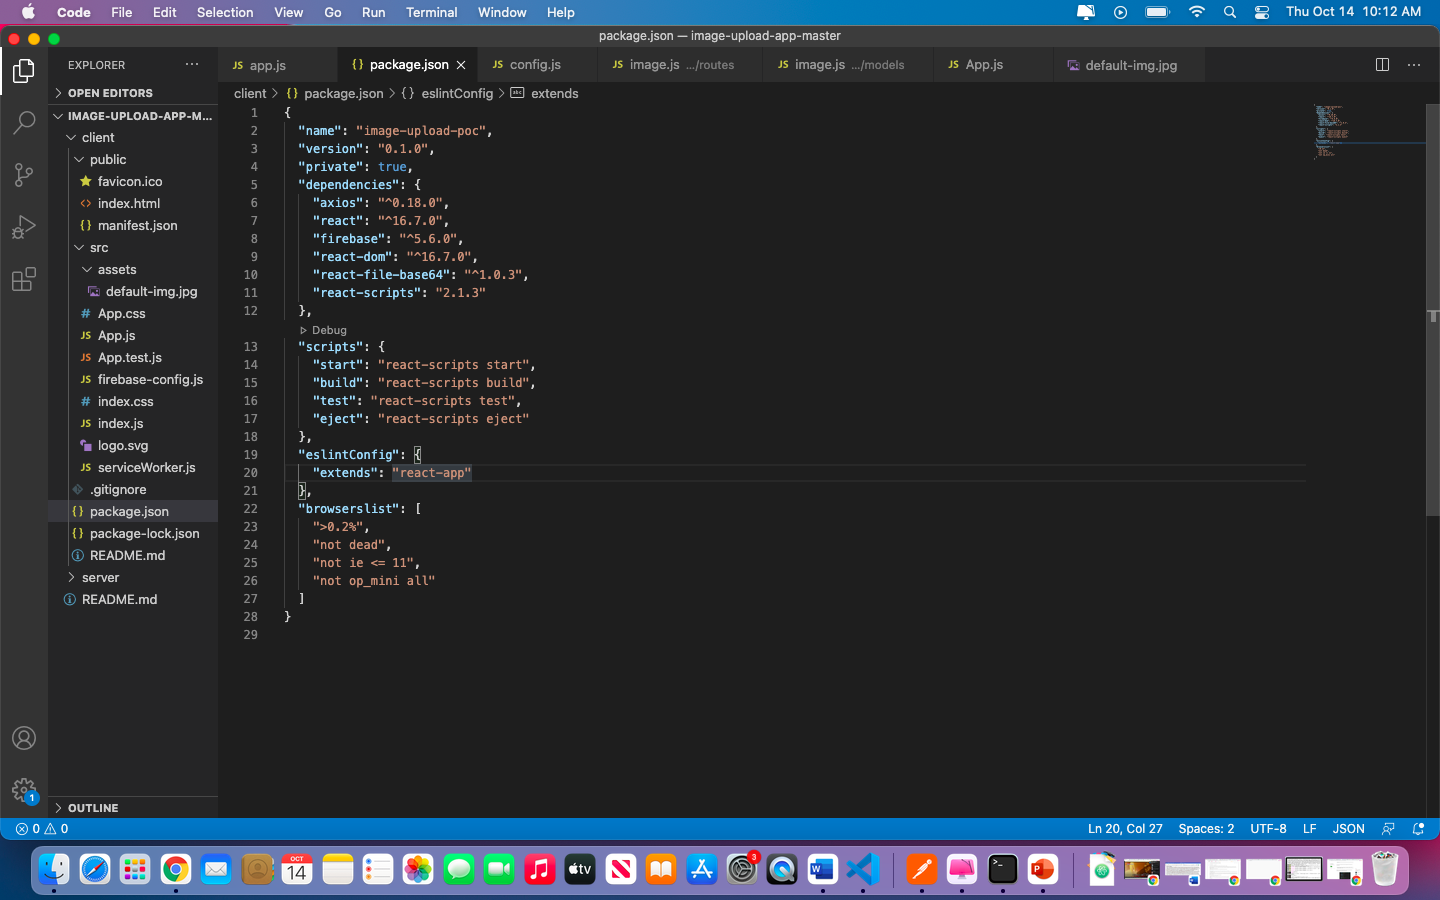 Code File Edit Selection View Go Run Terminal Window Help Thu Oct 14 10:12 AM
package.json — image-upload-app-master
EXPLORER
JS app.js
{} package.json
JS config.js
JS image.js .../routes
JS image.js .../models
JS App.js
default-img.jpg
OPEN EDITORS
IMAGE-UPLOAD-APP-M...
client
public
favicon.ico
<> index.html
{} manifest.json
src
assets
default-img.jpg
# App.css
JS App.js
JS App.test.js
JS firebase-config.js
# index.css
JS index.js
logo.svg
JS serviceWorker.js
.gitignore
{} package.json
{} package-lock.json
README.md
server
README.md
OUTLINE
client > {} package.json > {} eslintConfig > abc extends
1 {
2 "name": "image-upload-poc",
3 "version": "0.1.0",
4 "private": true,
5 "dependencies": {
6 "axios": "^0.18.0",
7 "react": "^16.7.0",
8 "firebase": "^5.6.0",
9 "react-dom": "^16.7.0",
10 "react-file-base64": "^1.0.3",
11 "react-scripts": "2.1.3"
12 },
Debug
13 "scripts": {
14 "start": "react-scripts start",
15 "build": "react-scripts build",
16 "test": "react-scripts test",
17 "eject": "react-scripts eject"
18 },
19 "eslintConfig": {
20 "extends": "react-app"
21 },
22 "browserslist": [
23 ">0.2%",
24 "not dead",
25 "not ie <= 11",
26 "not op_mini all"
27 ]
28 }
29
1
0 0 Ln 20, Col 27 Spaces: 2 UTF-8 LF JSON
OCT
14
tv
3